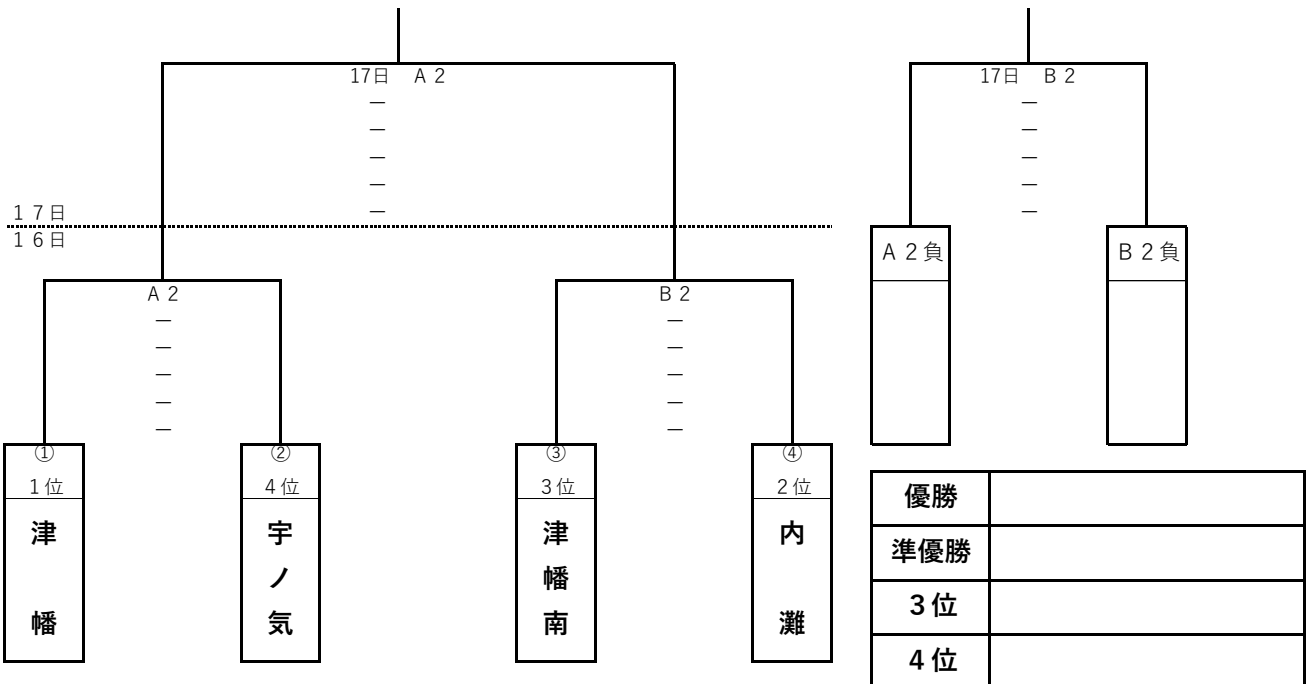 17日 Ａ２
―
―
―
―
―
17日 Ｂ２
―
―
―
―
―
１７日
１６日
Ａ２
―
―
―
―
―
Ｂ２
―
―
―
―
―
Ａ２負
Ｂ２負
①
１位
津幡
②
４位
宇ノ気
③
３位
津幡南
④
２位
内灘
優勝
準優勝
３位
４位